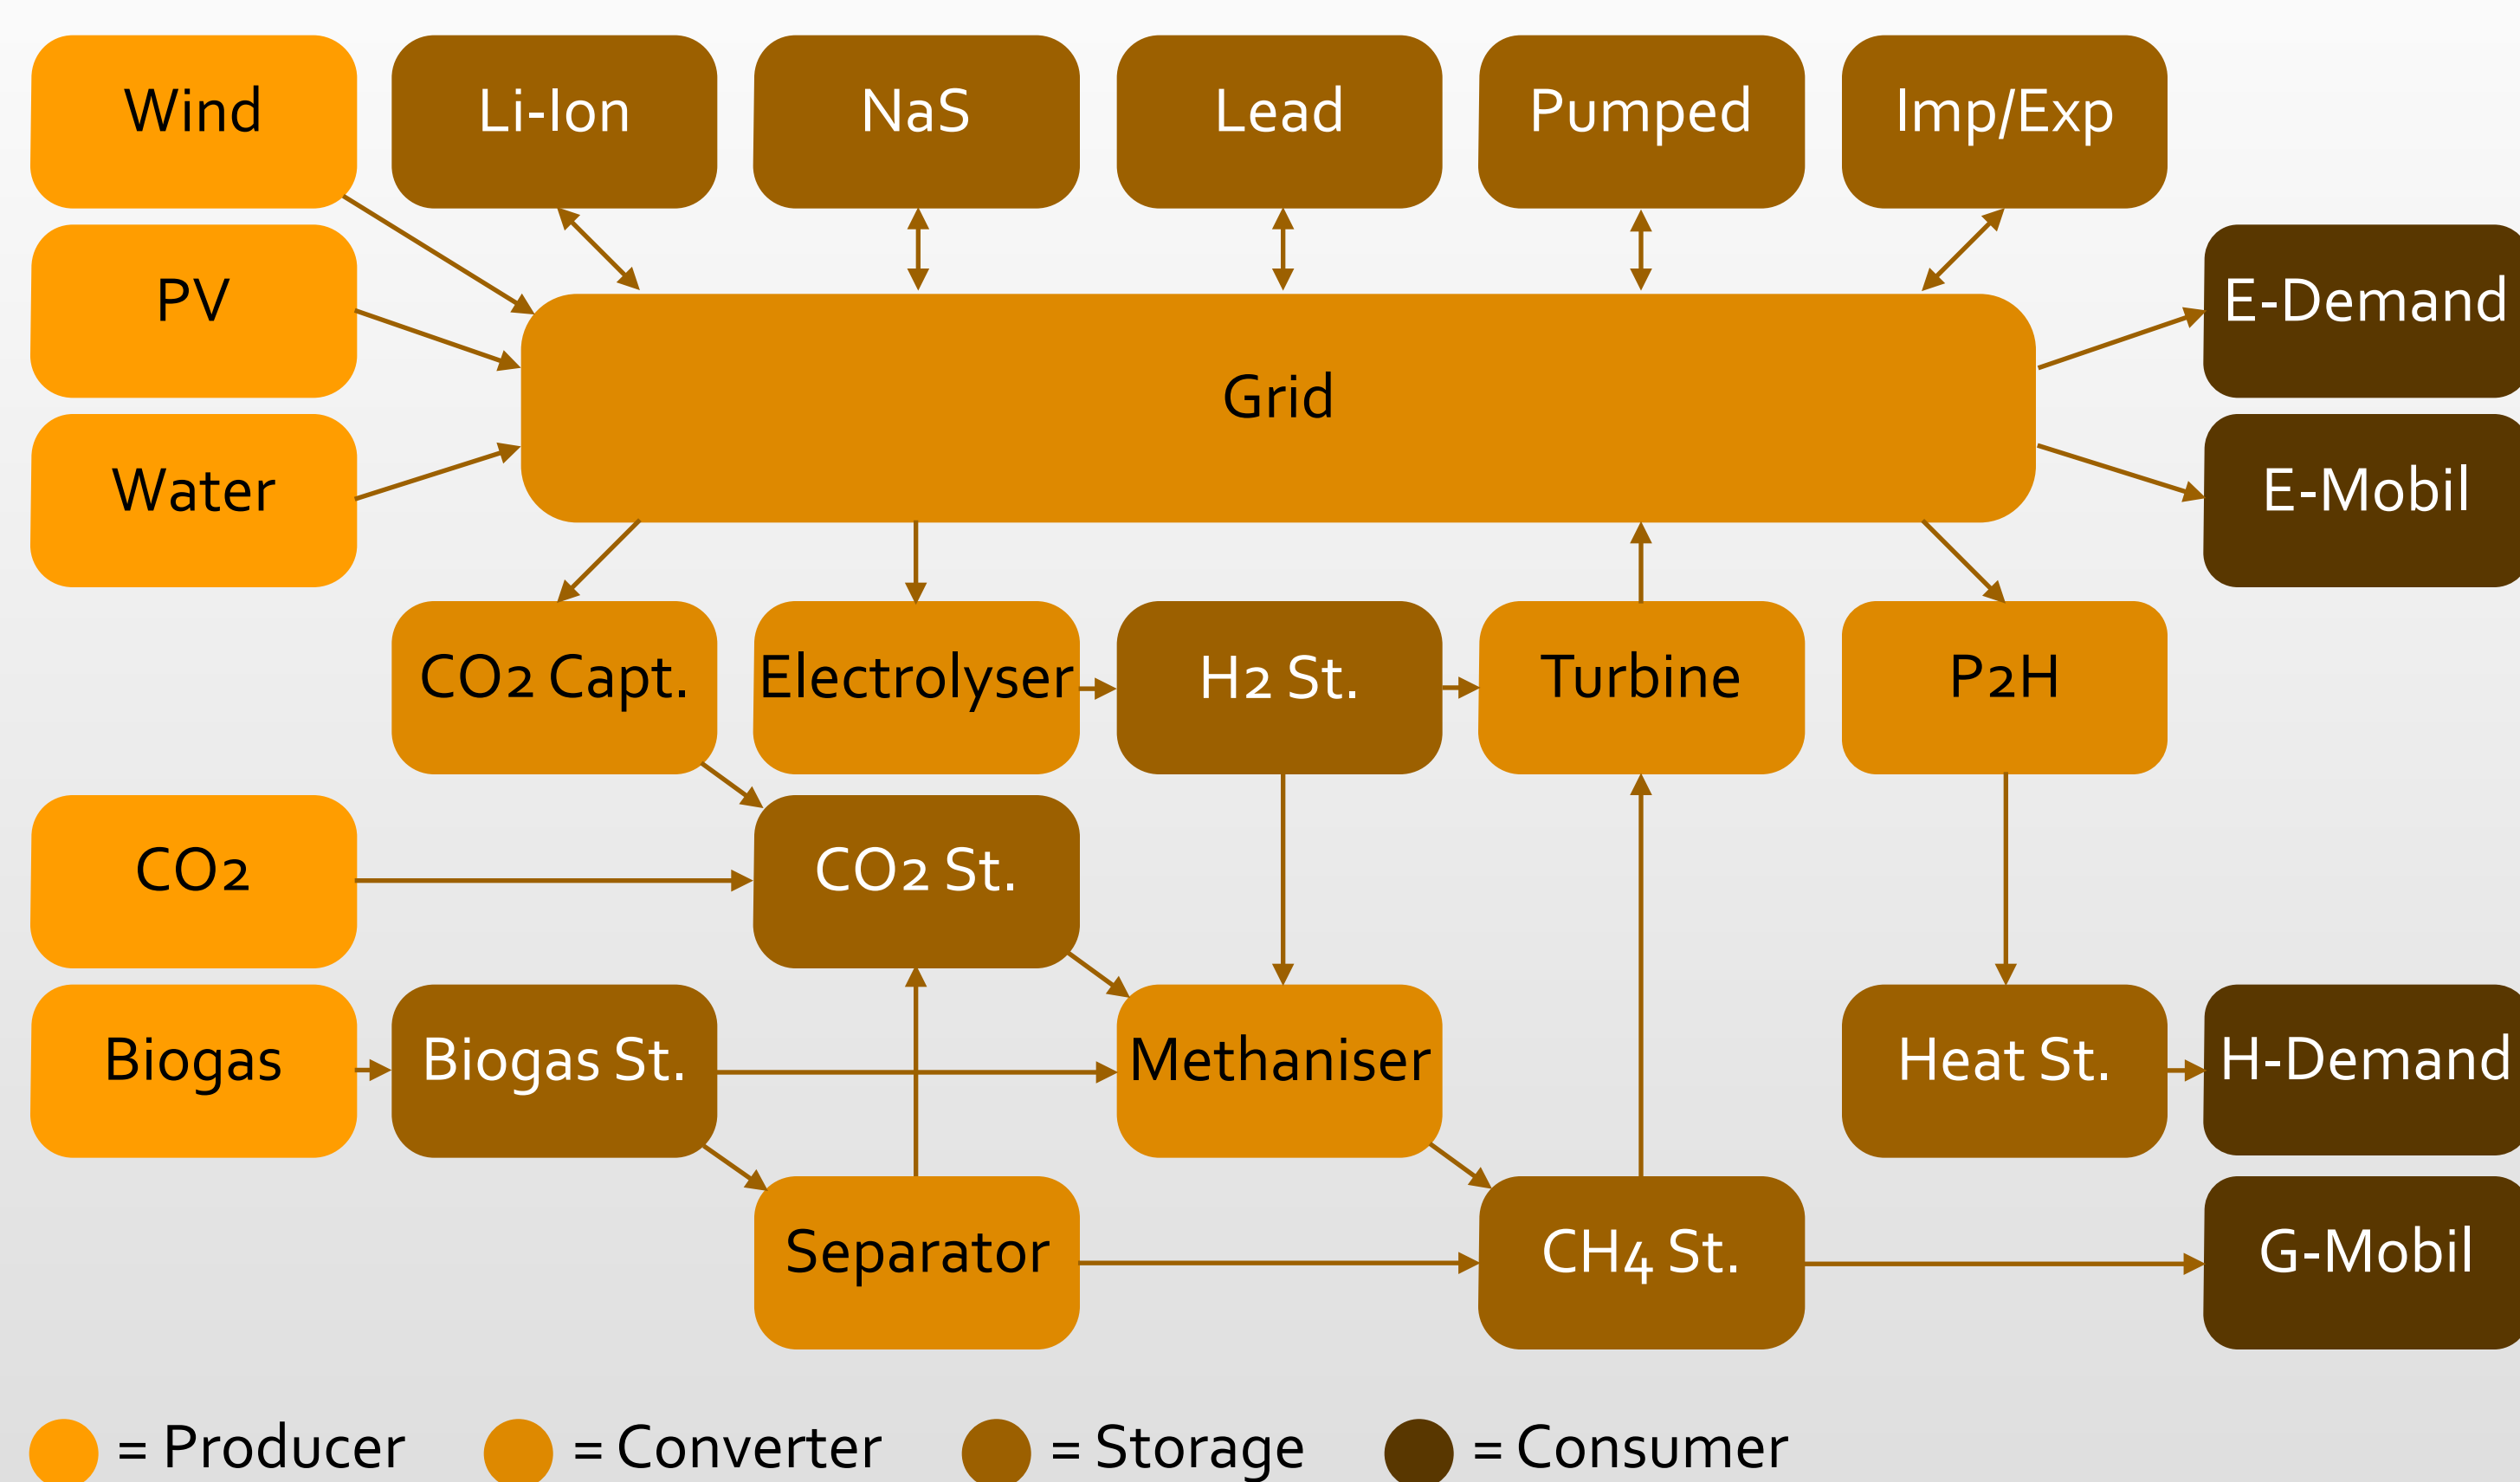 Wind
Li-Ion
NaS
Lead
Pumped
Imp/Exp
PV
E-Demand
Grid
Water
E-Mobil
CO2 Capt.
Electrolyser
H2 St.
Turbine
P2H
CO2
CO2 St.
Biogas
Biogas St.
Methaniser
Heat St.
H-Demand
Separator
CH4 St.
G-Mobil
= Producer
= Converter
= Storage
= Consumer